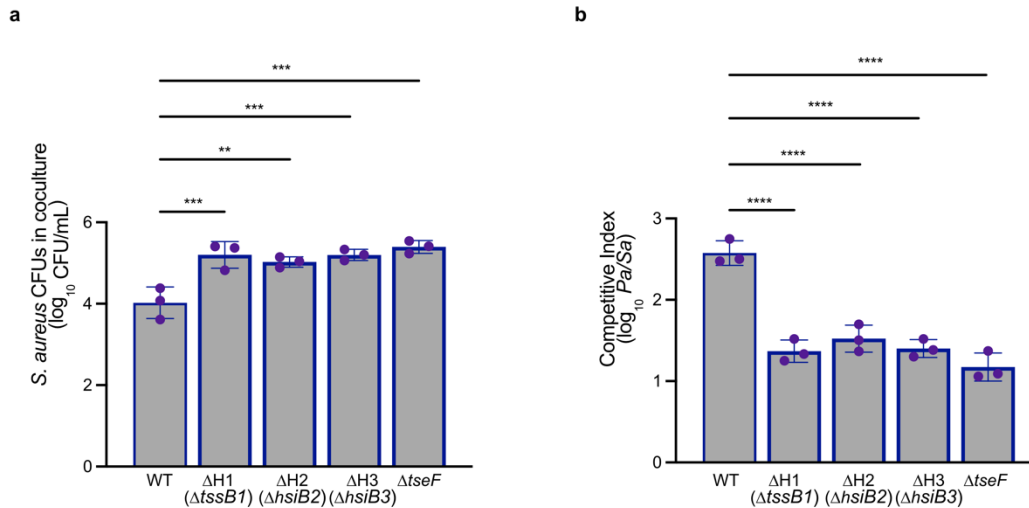 a
***
***
**
***
S. aureus CFUs in coculture
(log10 CFU/mL)
6
4
2
0
WT
ΔH1
(ΔtssB1)
ΔH2
(ΔhsiB2)
ΔH3
(ΔhsiB3)
ΔtseF
b
****
****
****
****
Competitive Index
(log10 Pa/Sa)
3
2
1
0
WT
ΔH1
(ΔtssB1)
ΔH2
(ΔhsiB2)
ΔH3
(ΔhsiB3)
ΔtseF